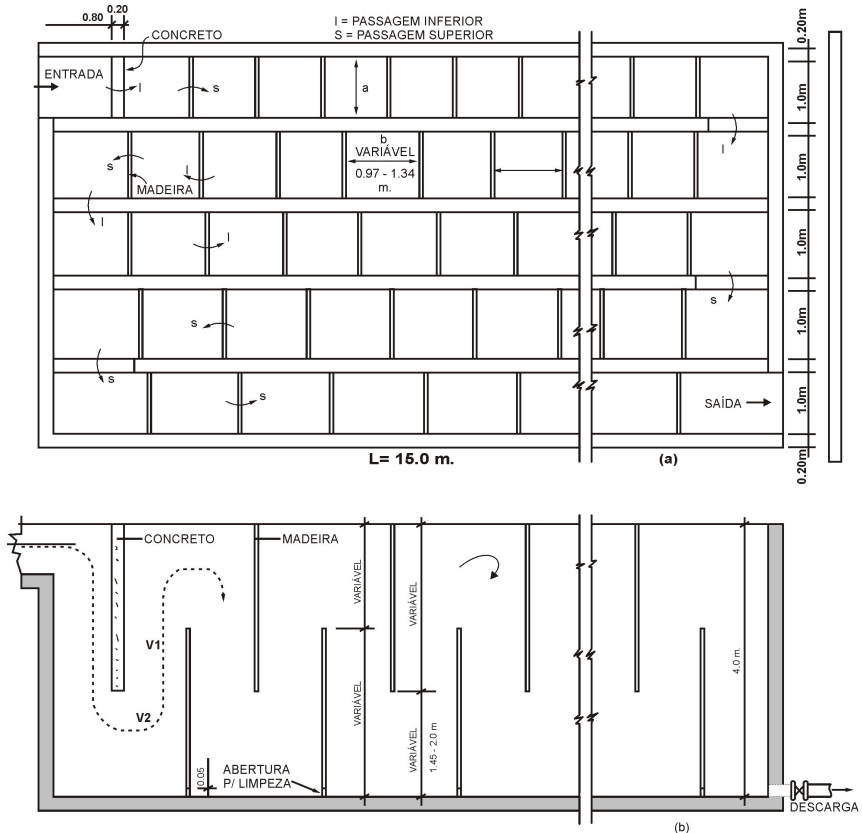 0.20
0.80
CONCRETO
I = PASSAGEM INFERIOR
S = PASSAGEM SUPERIOR
0.20m
ENTRADA
I
s
a
1.0m
I
s
I
MADEIRA
b
VARIÁVEL
0.97 - 1.34
m.
1.0m
I
I
1.0m
s
s
1.0m
s
s
SAÍDA
1.0m
L= 15.0 m.
(a)
0.20m
CONCRETO
MADEIRA
VARIÁVEL
VARIÁVEL
V1
V2
VARIÁVEL
VARIÁVEL
1.45 - 2.0 m
4.0 m.
0.05
ABERTURA
P/ LIMPEZA
DESCARGA
(b)